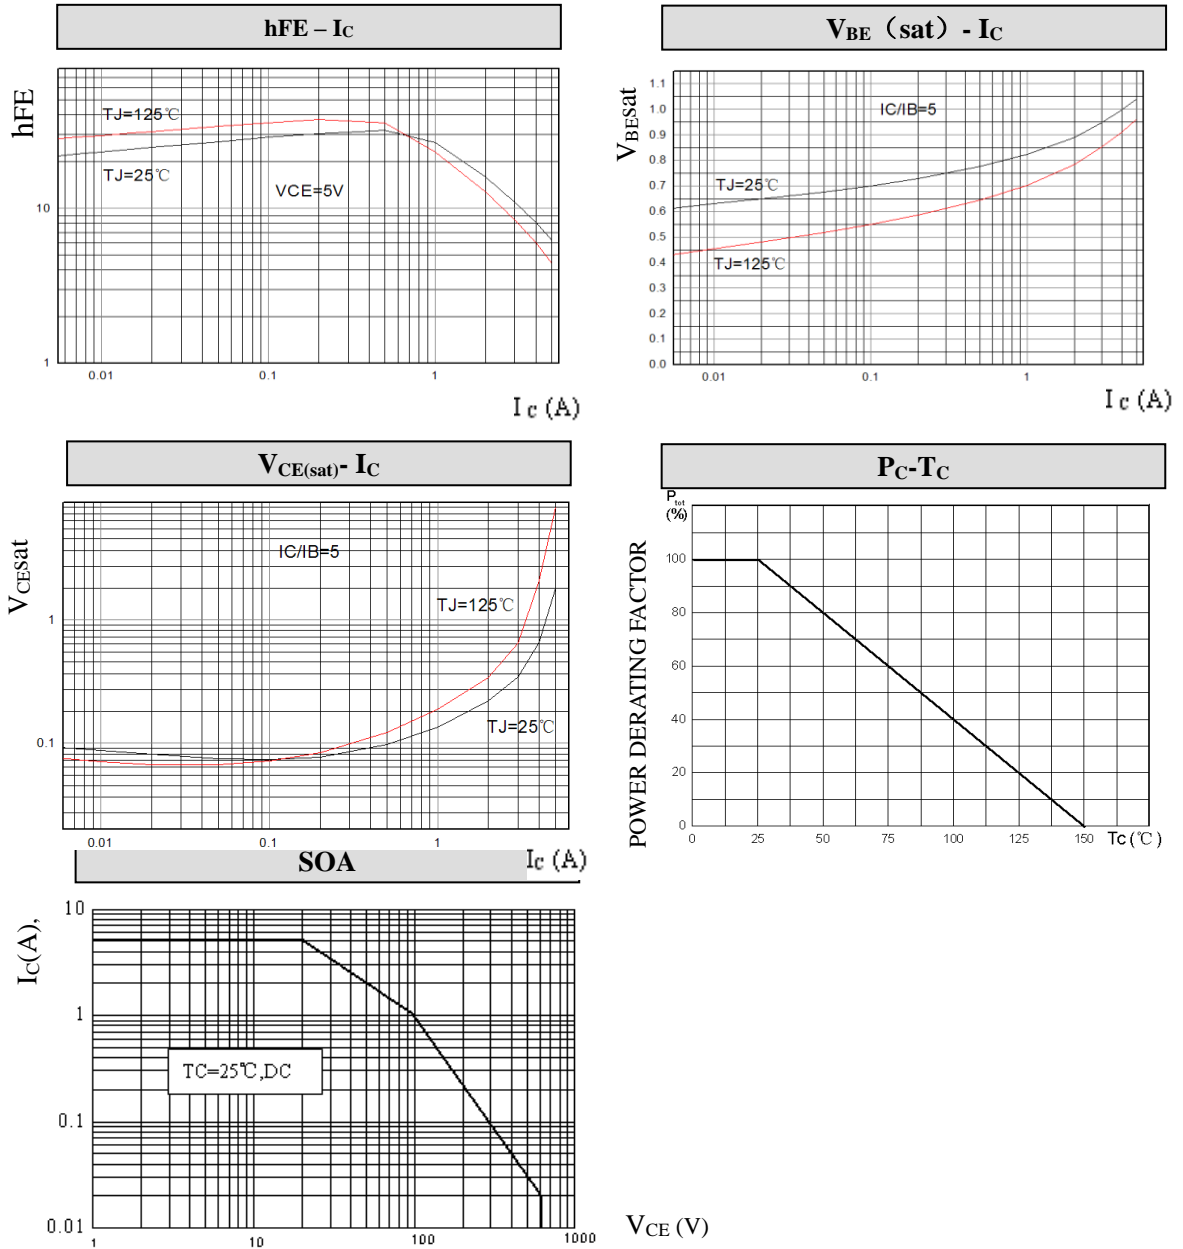 hFE – IC
hFE
TJ=125℃
TJ=25℃
VCE=5V
10
1
0.01 0.1 1
I C (A)
VBE（sat）- IC
VBEsat
1.1
1.0
0.9
0.8
0.7
0.6
0.5
0.4
0.3
0.2
0.1
0.0
IC/IB=5
TJ=25℃
TJ=125℃
0.01 0.1 1
I C (A)
VCE(sat)- IC
VCEsat
IC/IB=5
TJ=125℃
TJ=25℃
1
0.1
0.01 0.1 1
IC (A)
PC-TC
Ptot
(%)
POWER DERATING FACTOR
100
80
60
40
20
0
0 25 50 75 100 125 150 Tc (℃)
SOA
IC(A),
10
1
0.1
0.01
TC=25℃,DC
1 10 100 1000
VCE (V)